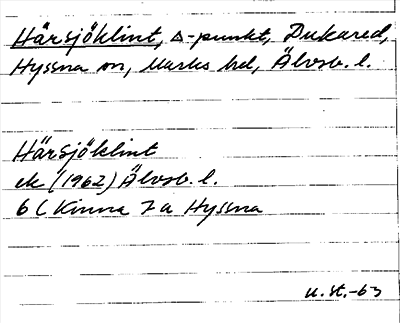 Härsjöklint, △-punkt, Dukared,
Hyssna sn, Marks hd, Älvsb. l.
Härsjöklint
ek (1962) Älvsb. l.
6 C Kinna 7 a Hyssna
u. st. -63